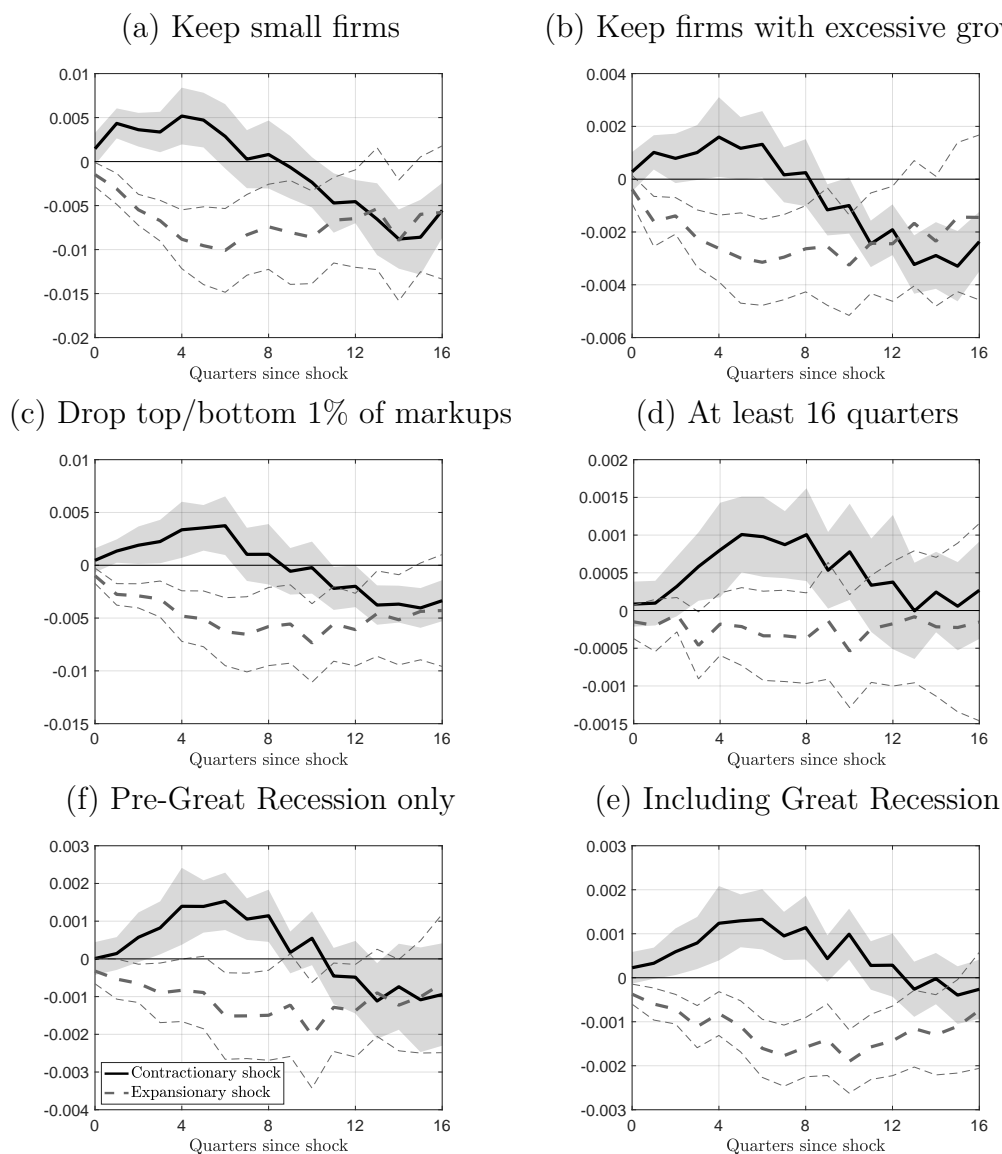 (a) Keep small firms
(b) Keep firms with excessive grov
0.01
0.005
0
-0.005
-0.01
-0.015
-0.02
0 4 8 12 16
Quarters since shock
0.004
0.002
0
-0.002
-0.004
-0.006
0 4 8 12 16
Quarters since shock
(c) Drop top/bottom 1% of markups
(d) At least 16 quarters
0.01
0.005
0
-0.005
-0.01
-0.015
0 4 8 12 16
Quarters since shock
0.002
0.0015
0.001
0.0005
0
-0.0005
-0.001
-0.0015
0 4 8 12 16
Quarters since shock
(f) Pre-Great Recession only
(e) Including Great Recession
0.003
0.002
0.001
0
-0.001
-0.002
-0.003
-0.004
Contractionary shock
Expansionary shock
0 4 8 12 16
Quarters since shock
0.003
0.002
0.001
0
-0.001
-0.002
-0.003
0 4 8 12 16
Quarters since shock